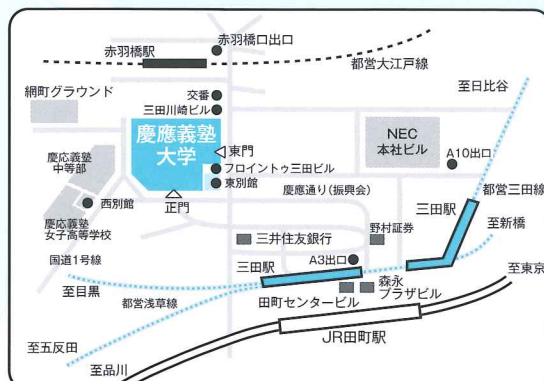 赤羽橋駅
赤羽橋口出口
都営大江戸線
至日比谷
網町グラウンド
交番
三田川崎ビル
慶應義塾
大学
東門
フロイントゥ三田ビル
東別館
NEC
本社ビル
A10出口
慶応義塾
中等部
西別館
正門
慶應通り(振興会)
都営三田線
慶応義塾
女子高等学校
三井住友銀行
野村証券
三田駅
至新橋
国道1号線
三田駅
A3出口
森永
プラザビル
田町センタービル
至東京
至目黒
都営浅草線
JR田町駅
至五反田
至品川